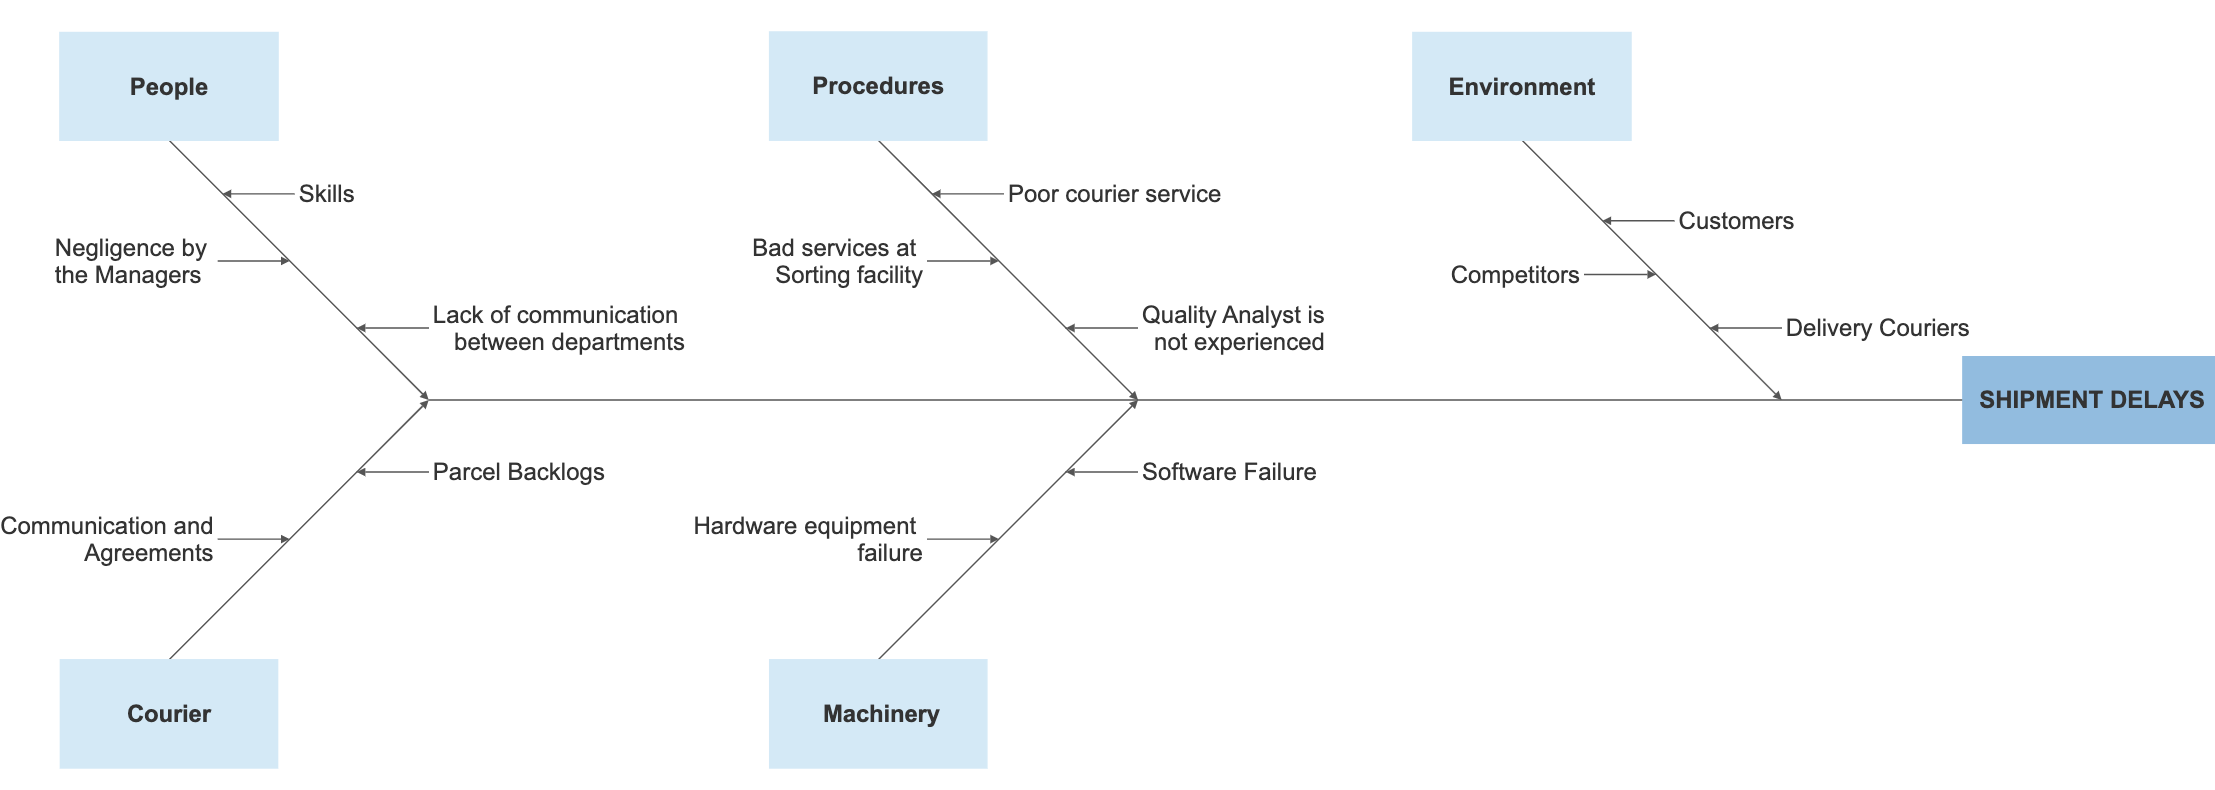 People
Procedures
Environment
Skills
Poor courier service
Customers
Negligence by
the Managers
Bad services at
Sorting facility
Competitors
Lack of communication
between departments
Quality Analyst is
not experienced
Delivery Couriers
SHIPMENT DELAYS
Parcel Backlogs
Software Failure
Communication and
Agreements
Hardware equipment
failure
Courier
Machinery